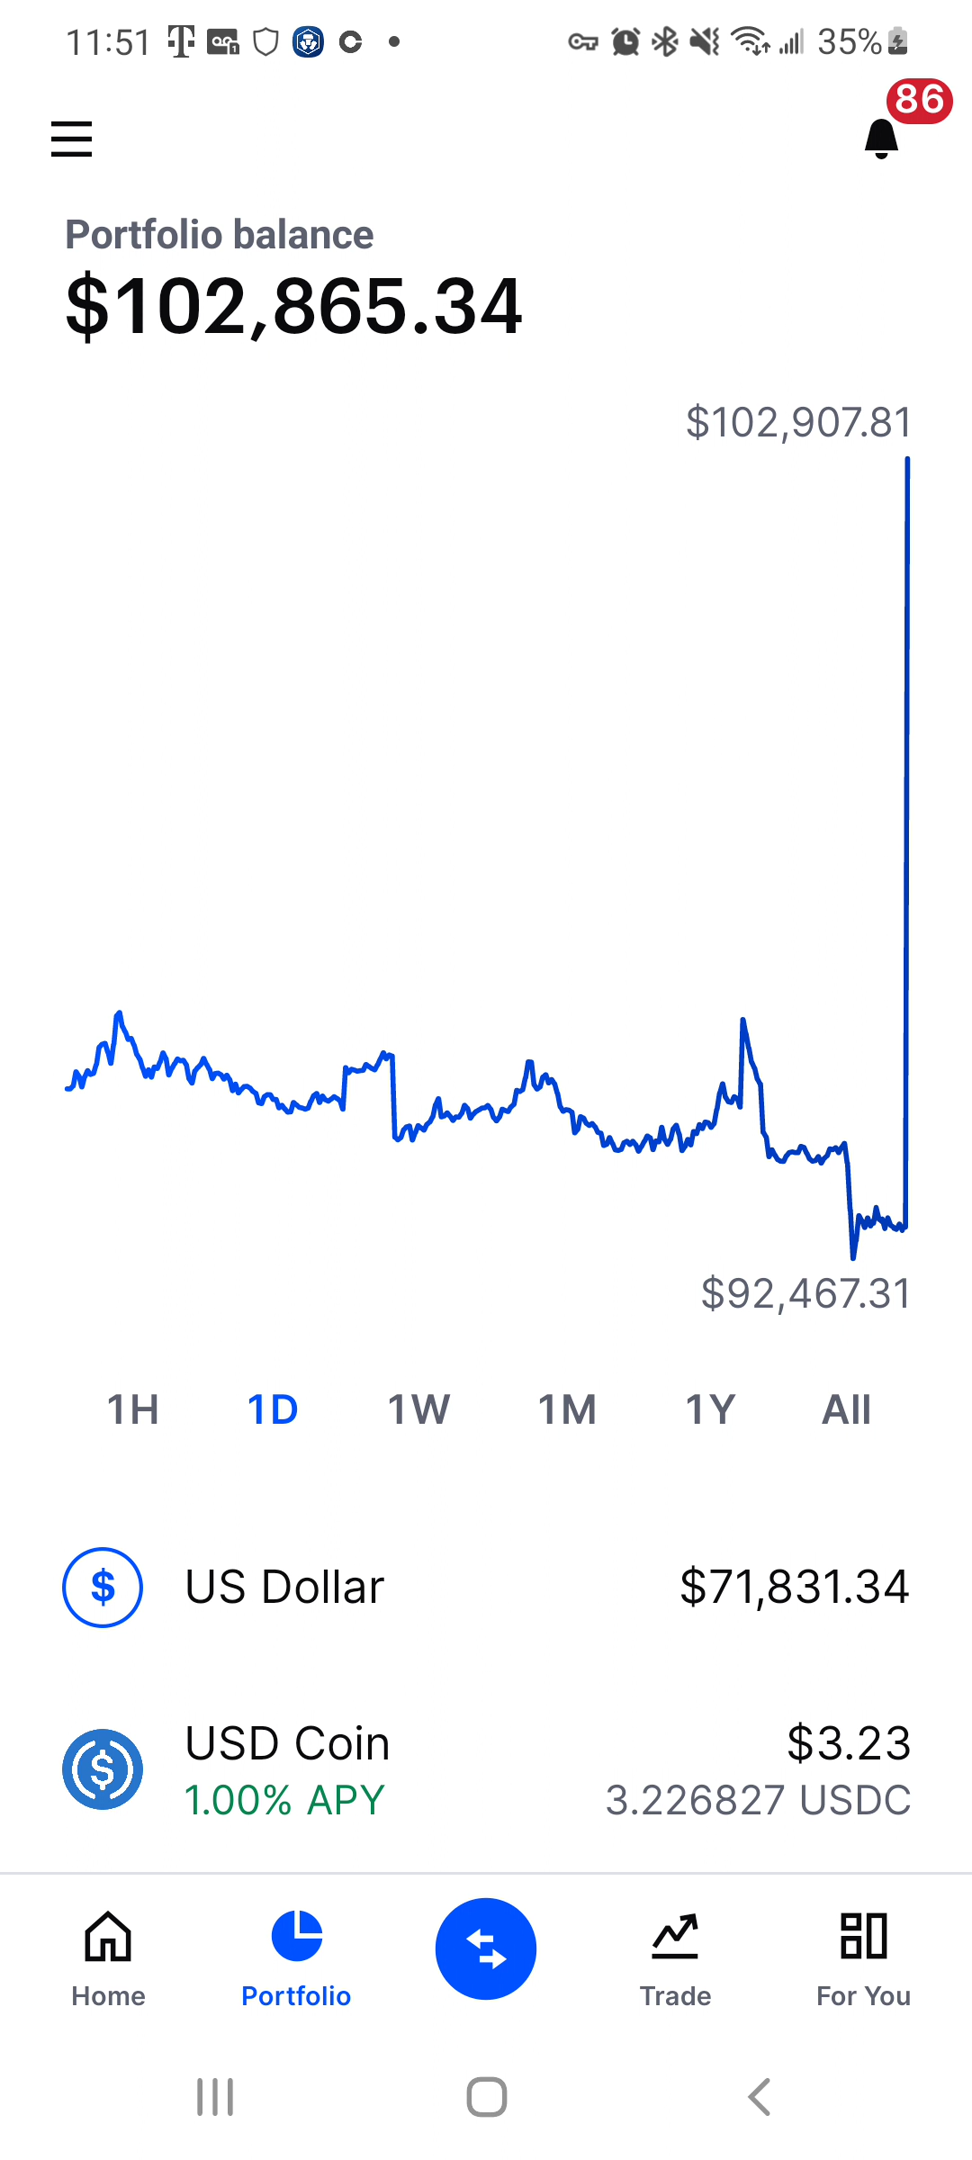 11:51 35%
86
Portfolio balance
$102,865.34
$102,907.81
$92,467.31
1H 1D 1W 1M 1Y All
$ US Dollar $71,831.34
$ USD Coin $3.23
1.00% APY 3.226827 USDC
Home Portfolio Trade For You